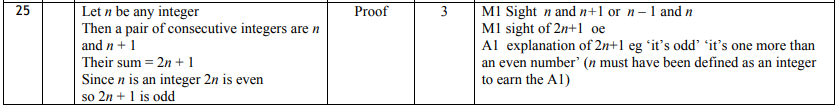 25
Let n be any integer
Then a pair of consecutive integers are n
and n + 1
Their sum = 2n + 1
Since n is an integer 2n is even
so 2n + 1 is odd
Proof
3
M1 Sight n and n+1 or n – 1 and n
M1 sight of 2n+1 oe
A1 explanation of 2n+1 eg ‘it’s odd’ ‘it’s one more than
an even number’ (n must have been defined as an integer
to earn the A1)